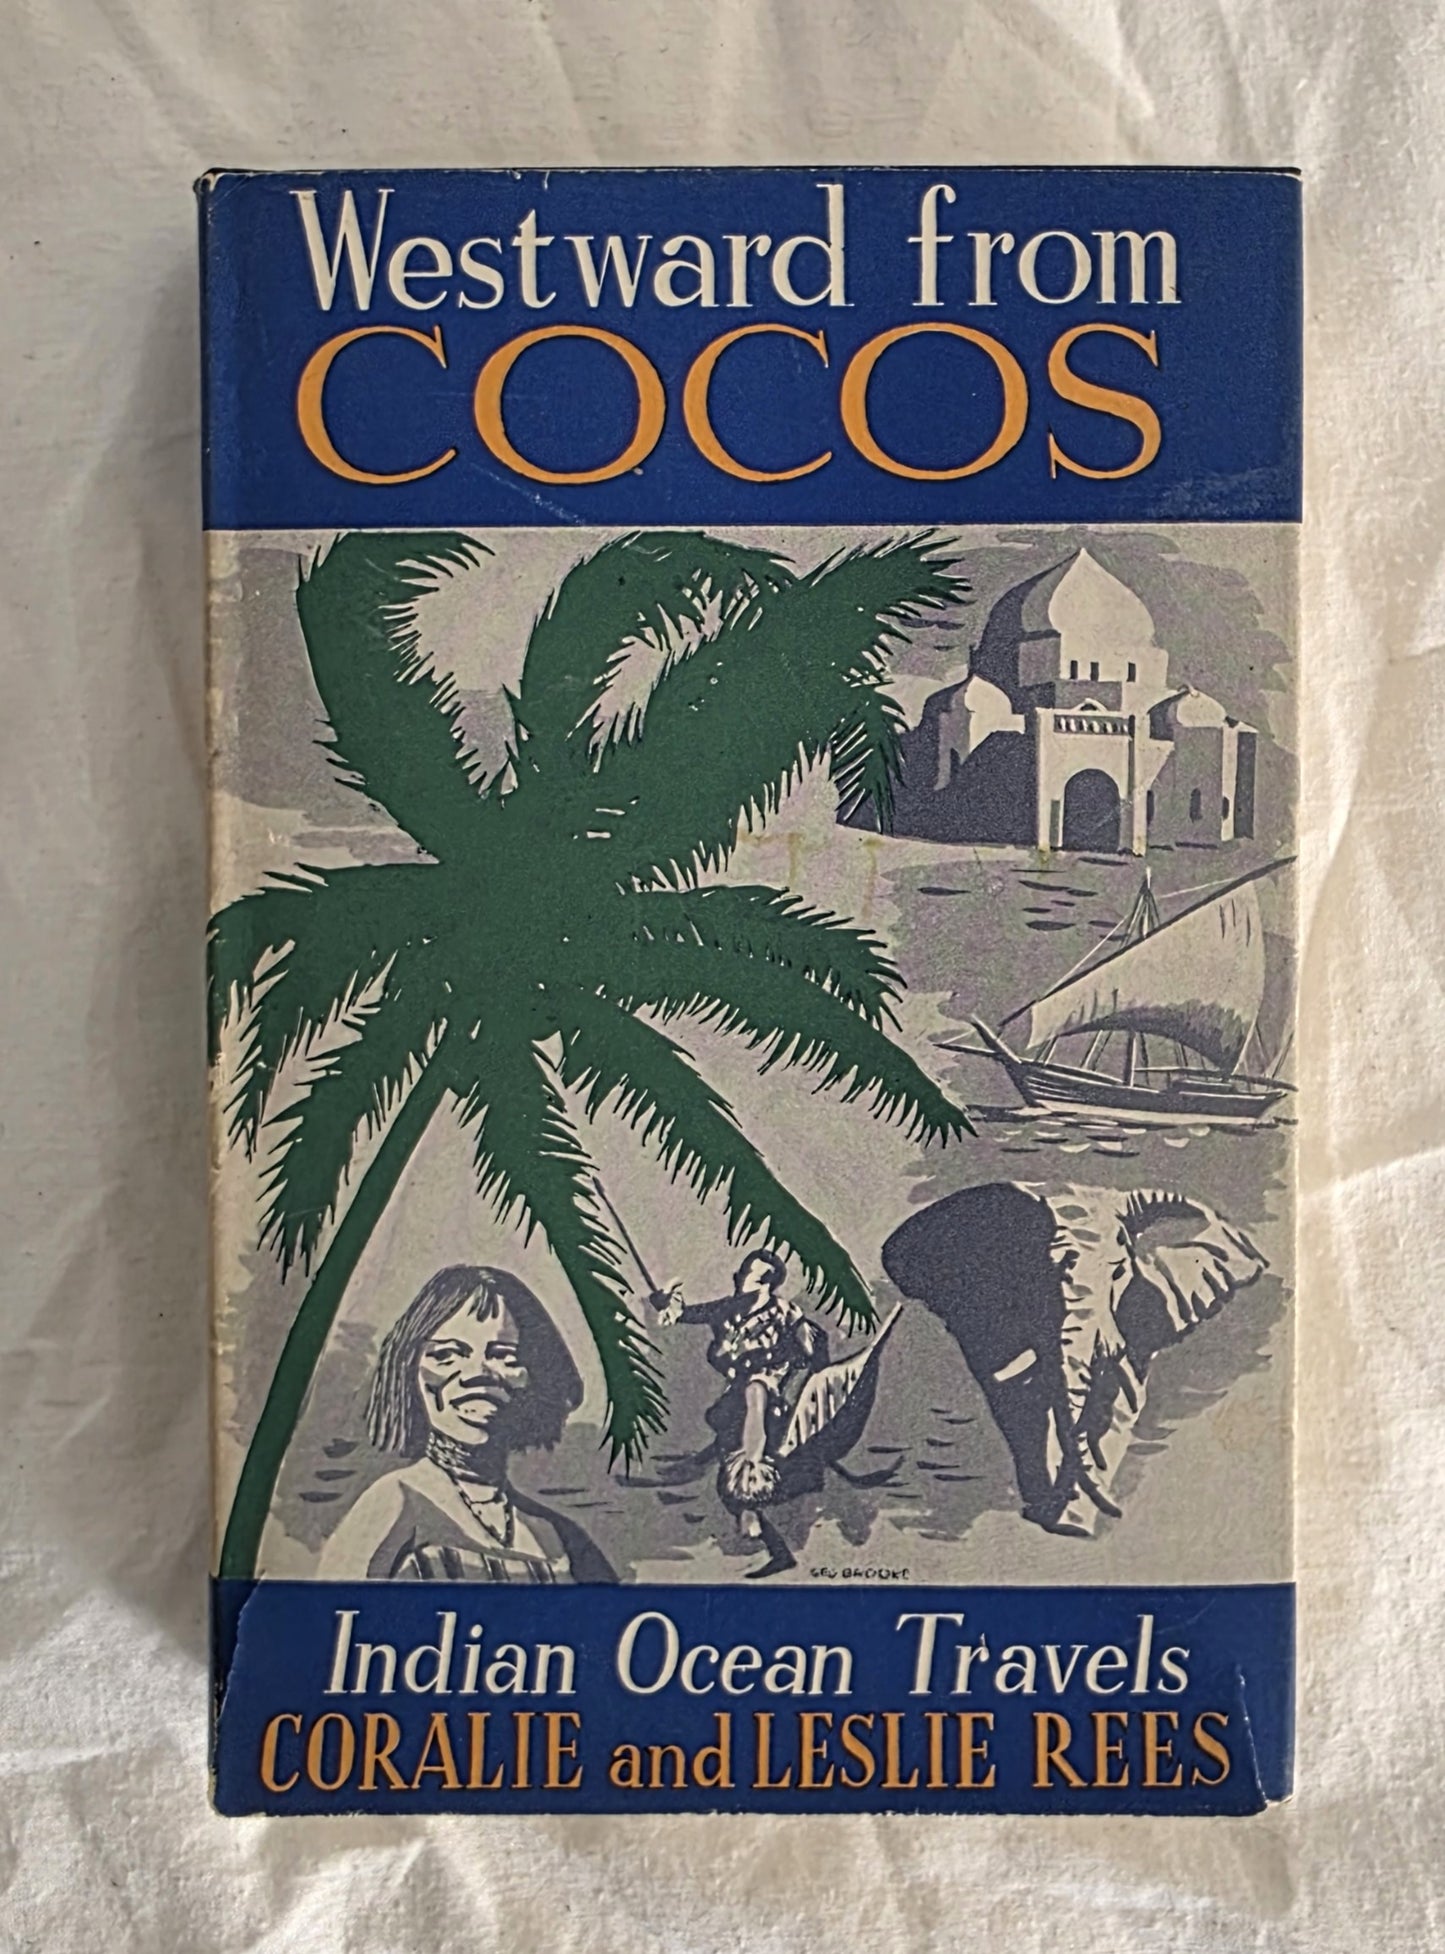 Westward from
COCOS
Indian Ocean Travels
CORALIE and LESLIE REES